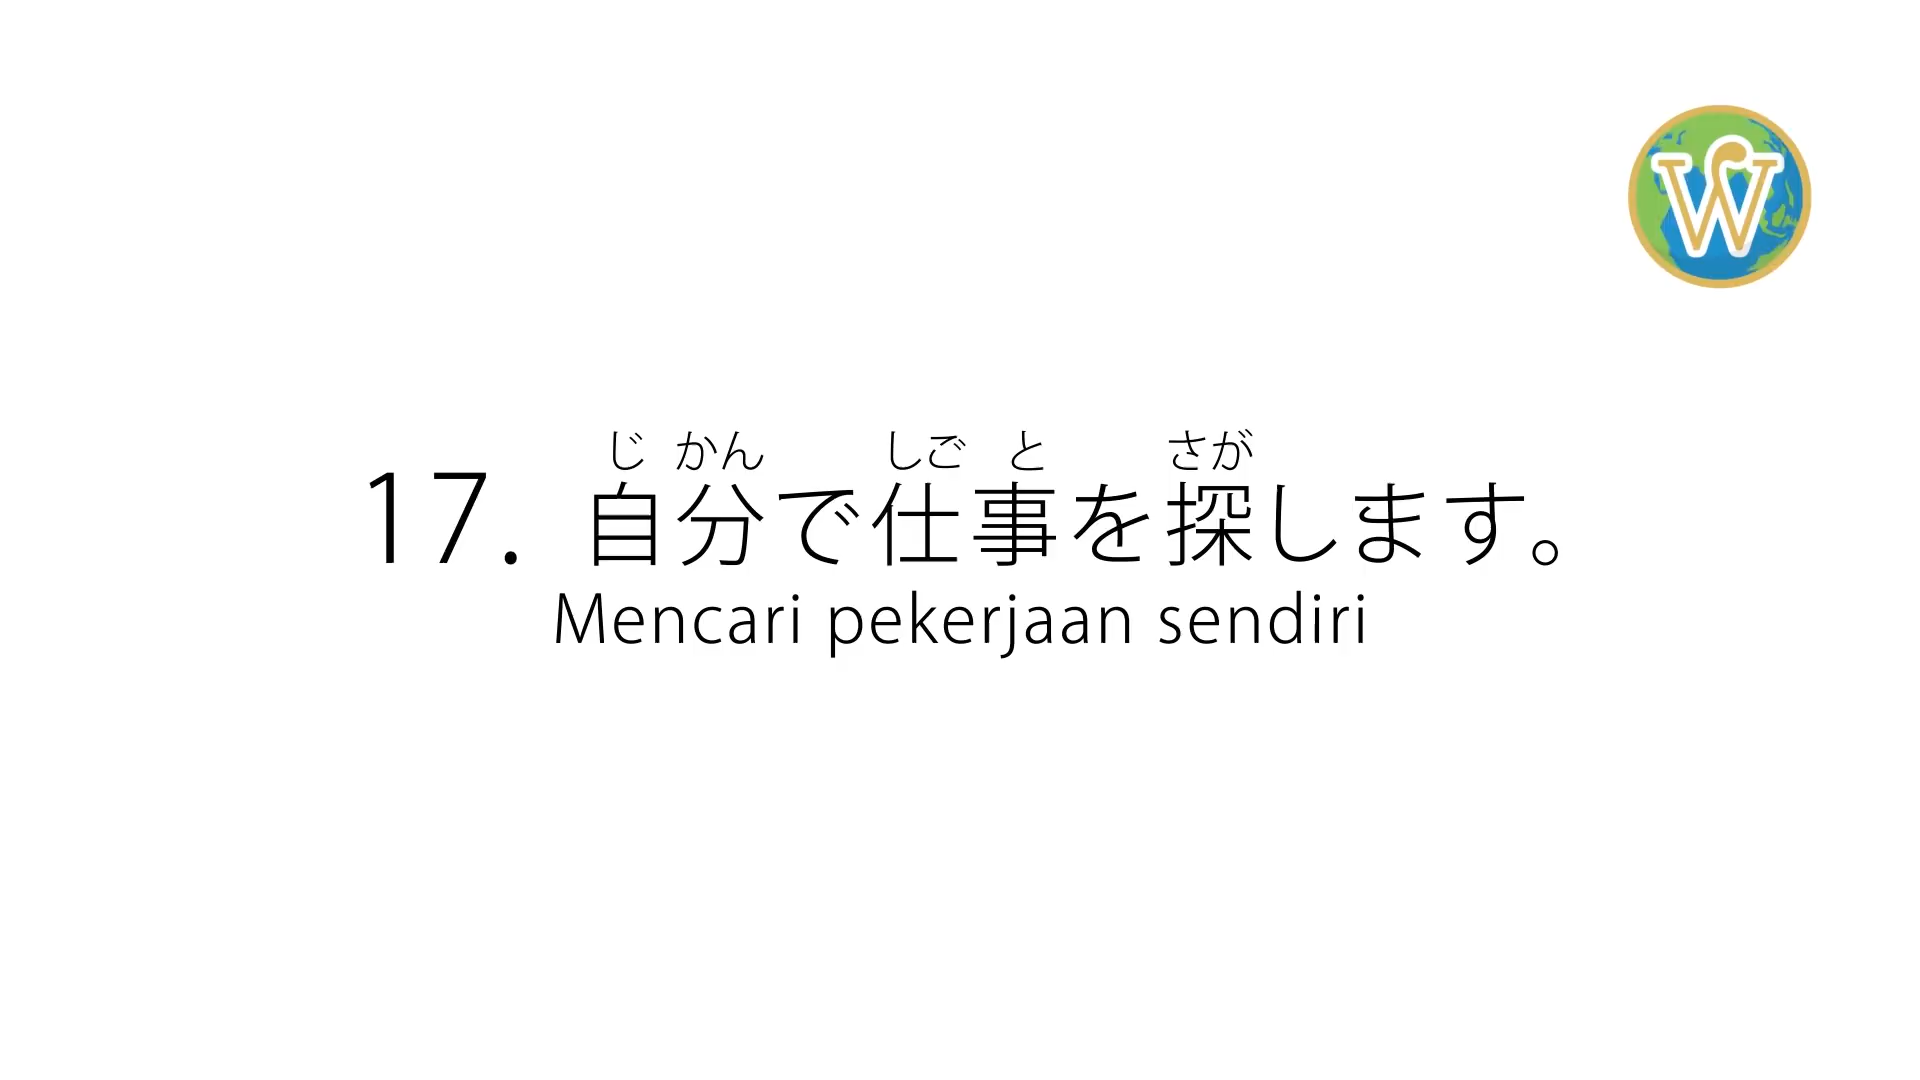 じ かん しご と さが
17. 自分で仕事を探します。
Mencari pekerjaan sendiri
W